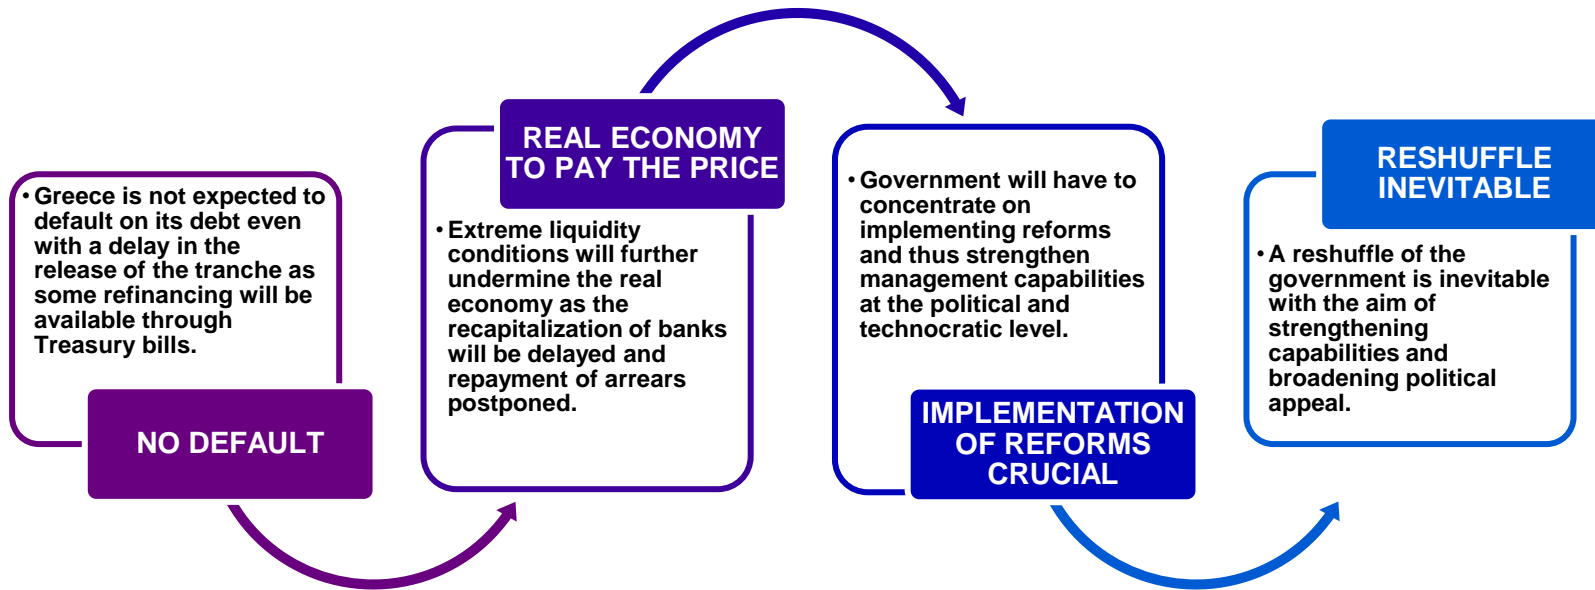 • Greece is not expected to
default on its debt even
with a delay in the
release of the tranche as
some refinancing will be
available through
Treasury bills.
NO DEFAULT
REAL ECONOMY
TO PAY THE PRICE
• Extreme liquidity
conditions will further
undermine the real
economy as the
recapitalization of banks
will be delayed and
repayment of arrears
postponed.
• Government will have to
concentrate on
implementing reforms
and thus strengthen
management capabilities
at the political and
technocratic level.
IMPLEMENTATION
OF REFORMS
CRUCIAL
RESHUFFLE
INEVITABLE
• A reshuffle of the
government is inevitable
with the aim of
strengthening
capabilities and
broadening political
appeal.